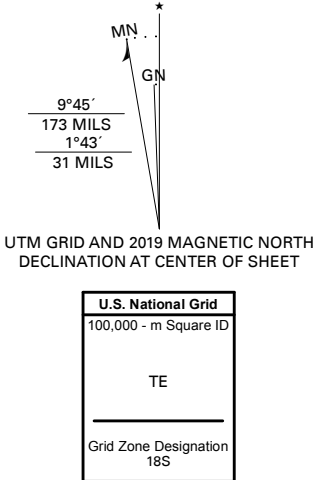 ★
MN
GN
9°45´
173 MILS
1°43´
31 MILS
UTM GRID AND 2019 MAGNETIC NORTH
DECLINATION AT CENTER OF SHEET
U.S. National Grid
100,000 - m Square ID
TE
Grid Zone Designation
18S